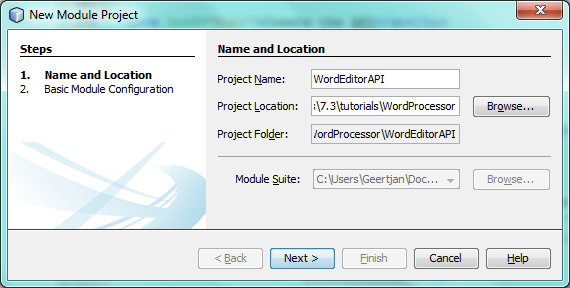 New Module Project
Steps
1. Name and Location
2. Basic Module Configuration
Name and Location
Project Name: WordEditorAPI
Project Location: :\7.3\tutorials\WordProcessor Browse...
Project Folder: /ordProcessor\WordEditorAPI
Module Suite: C:\Users\Geertjan\Doc... Browse...
< Back Next > Finish Cancel Help